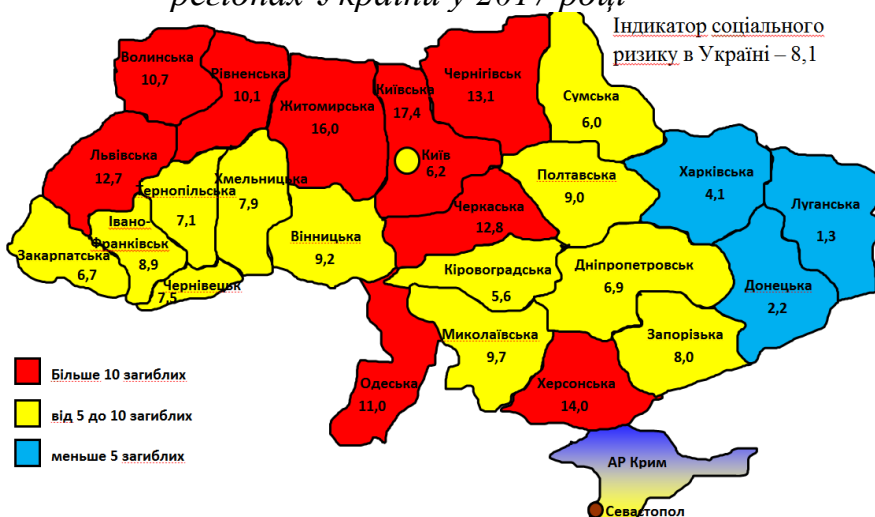 регіонах України у 2017 році
Індикатор соціального
ризику в Україні – 8,1
Волинська
10,7
Рівненська
10,1
Житомирська
16,0
Київська
17,4
Чернігівськ
13,1
Сумська
6,0
Київ
6,2
Львівська
12,7
Тернопільська
7,1
Хмельницька
7,9
Полтавська
9,0
Харківська
4,1
Луганська
1,3
Черкаська
12,8
Івано-
Франківськ
8,9
Закарпатська
6,7
Вінницька
9,2
Чернівецьк
7,5
Кіровоградська
5,6
Дніпропетровськ
6,9
Донецька
2,2
Миколаївська
9,7
Запорізька
8,0
Одеська
11,0
Херсонська
14,0
Більше 10 загиблих
від 5 до 10 загиблих
меньше 5 загиблих
АР Крим
Севастопол